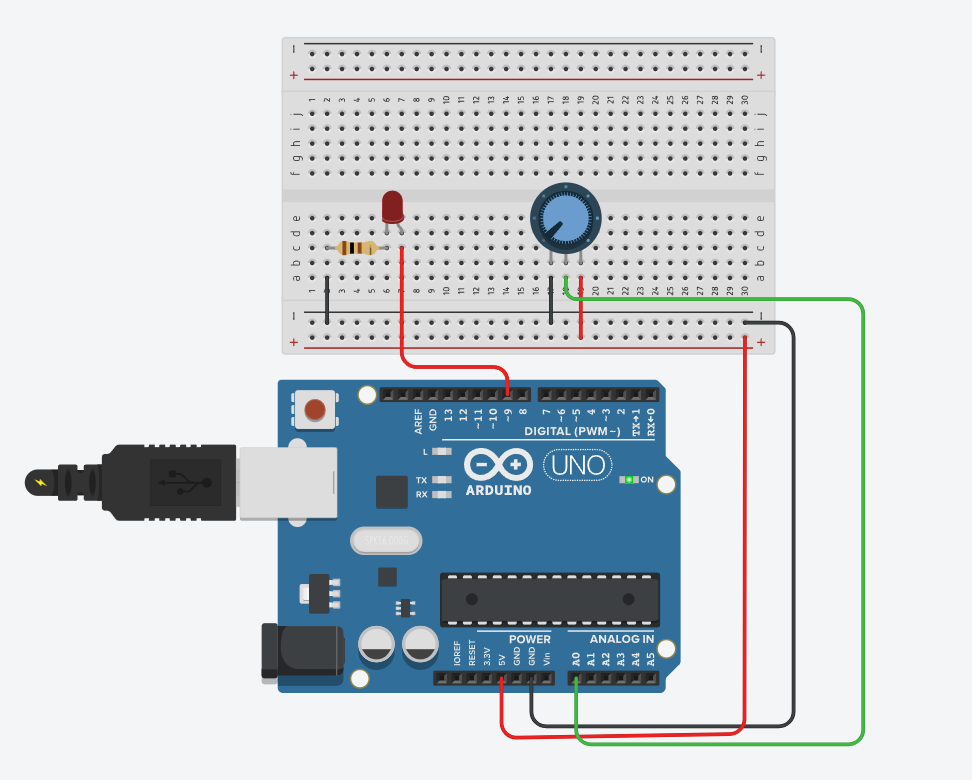 − −
+ +
1 2 3 4 5 6 7 8 9 10 11 12 13 14 15 16 17 18 19 20 21 22 23 24 25 26 27 28 29 30
j j
i i
h h
g g
f f
e e
d d
c c
b b
a a
1 3 4 5 6 7 8 9 10 11 12 13 14 15 16 20 21 22 23 24 25 26 27 28 29 30
− −
+ +
AREF
GND
13
12
~11
~10
~9
8
7
~6
~5
4
~3
2
TX→1
RX←0
DIGITAL (PWM~)
L
TX
RX
UNO
ARDUINO
ON
POWER
ANALOG IN
IOREF
RESET
3.3V
5V
GND
GND
Vin
A0
A1
A2
A3
A4
A5